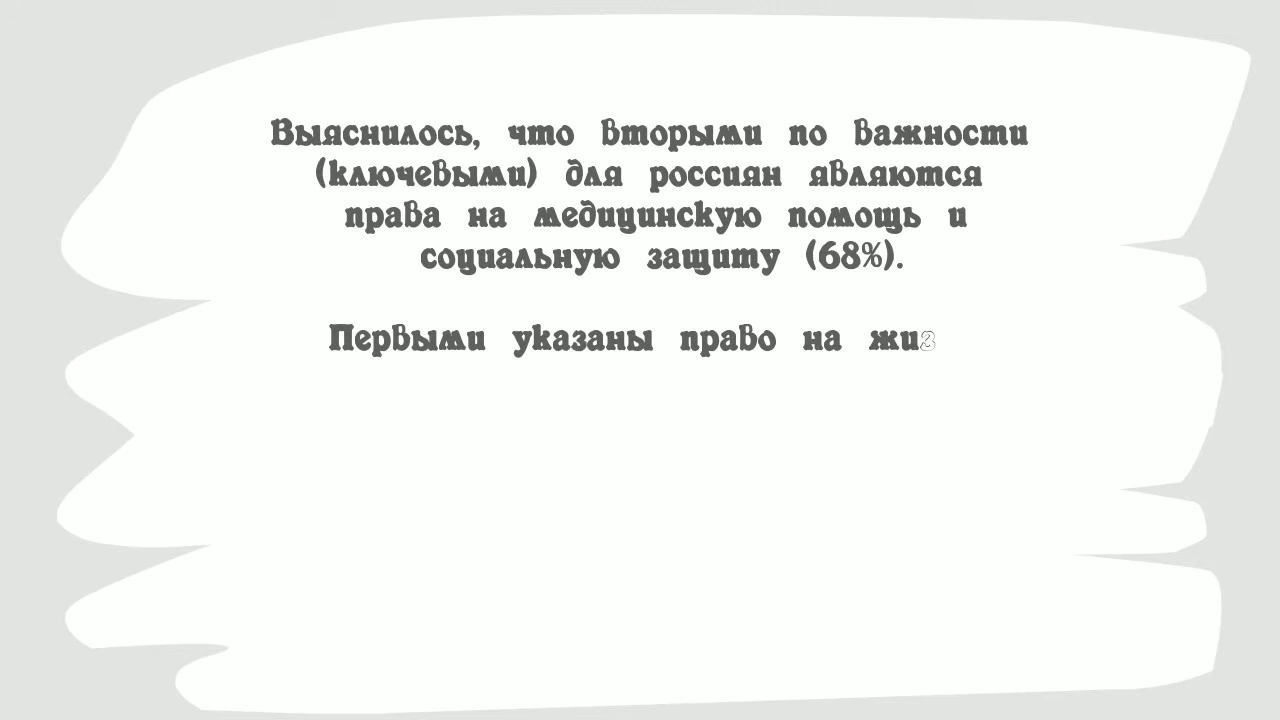 Выяснилось, что вторыми по важности
(ключевыми) для россиян являются
права на медицинскую помощь и
социальную защиту (68%).
Первыми указаны право на жиз